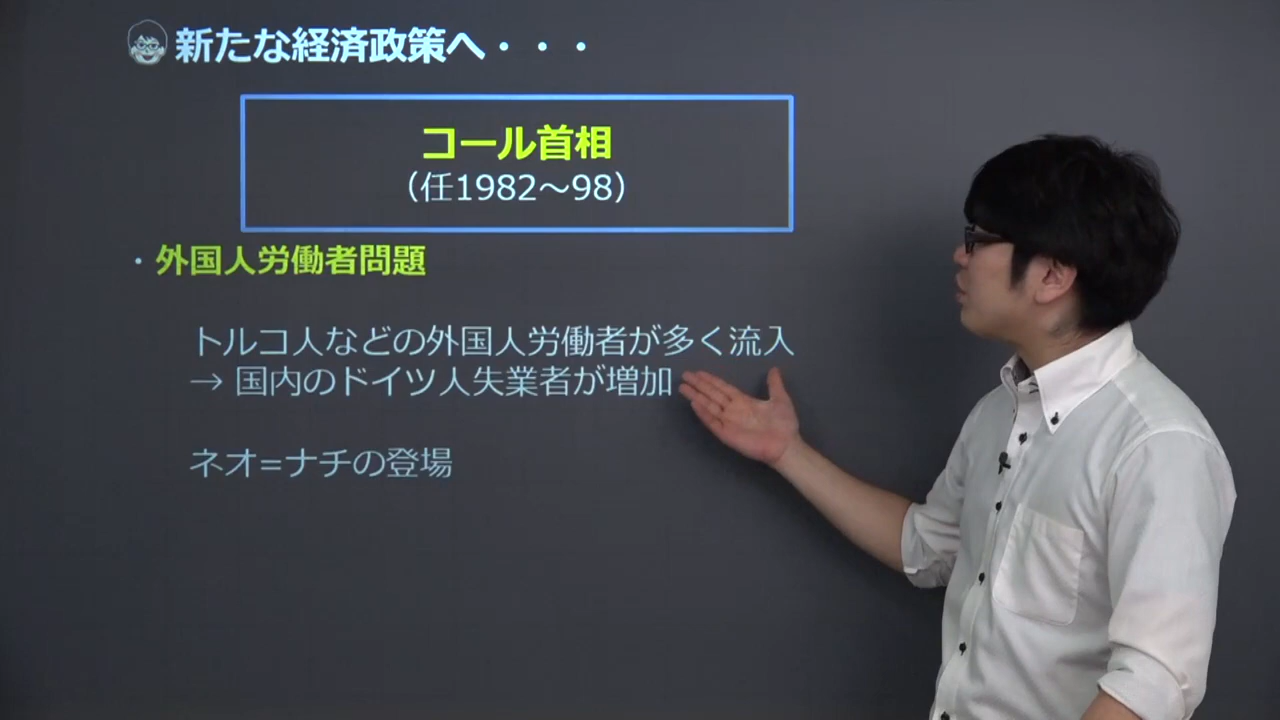 新たな経済政策へ・・・
コール首相
（任1982～98）
・外国人労働者問題
トルコ人などの外国人労働者が多く流入
→ 国内のドイツ人失業者が増加
ネオ=ナチの登場